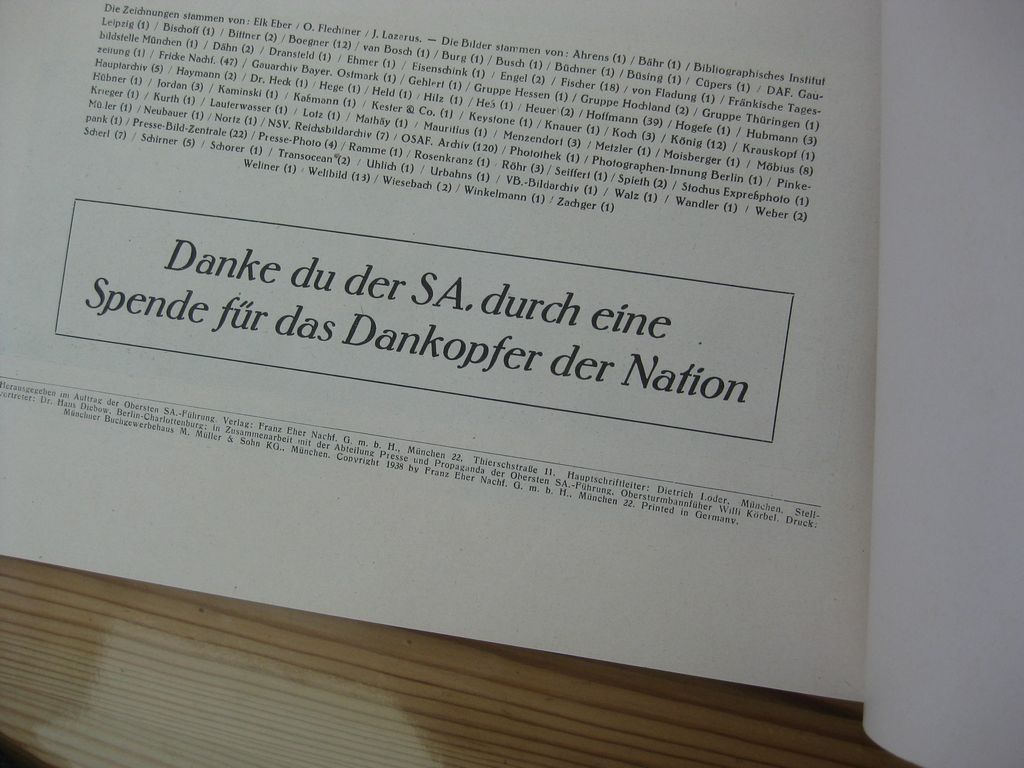 Die Zeichnungen stammen von: Elk Eber / O. Flechtner / J. Lazarus. — Die Bilder stammen von: Ahrens (1) / Bähr (1) / Bibliographisches Institut
Leipzig (1) / Bischoff (1) / Bittner (2) / Boegner (12) / van Bosch (1) / Burg (1) / Busch (1) / Büchner (1) / Büsing (1) / Cüpers (1) / DAF. Gau-
bildstelle München (1) / Dähn (2) / Dransfeld (1) / Ehmer (1) / Eisenschink (1) / Engel (2) / Fischer (18) / von Fladung (1) / Fränkische Tages-
zeitung (1) / Fricke Nachf. (47) / Gauarchiv Bayer. Ostmark (1) / Gehlert (1) / Gruppe Hessen (1) / Gruppe Hochland (2) / Gruppe Thüringen (1)
Hauptarchiv (5) / Haymann (2) / Dr. Heck (1) / Hege (1) / Held (1) / Hilz (1) / Heß (1) / Heuer (2) / Hoffmann (39) / Hogefe (1) / Hubmann (3)
Hübner (1) / Jordan (3) / Kaminski (1) / Kaßmann (1) / Kester & Co. (1) / Keystone (1) / Knauer (1) / Koch (3) / König (12) / Krauskopf (1)
Krieger (1) / Kurth (1) / Lauterwasser (1) / Lotz (1) / Mathäy (1) / Mauritius (1) / Menzendorf (3) / Metzler (1) / Moisberger (1) / Möbius (8)
Müller (1) / Neubauer (1) / Nortz (1) / NSV. Reichsbildarchiv (7) / OSAF. Archiv (120) / Photothek (1) / Photographen-Innung Berlin (1) / Pinke-
pank (1) / Presse-Bild-Zentrale (22) / Presse-Photo (4) / Ramme (1) / Rosenkranz (1) / Röhr (3) / Seiffert (1) / Spieth (2) / Stochus Expreßphoto (1)
Scherl (7) / Schirner (5) / Schorer (1) / Transocean (2) / Uhlich (1) / Urbahns (1) / VB.-Bildarchiv (1) / Walz (1) / Wandler (1) / Weber (2)
Wellner (1) / Weltbild (13) / Wiesebach (2) / Winkelmann (1) / Zachger (1)
Danke du der SA. durch eine
Spende für das Dankopfer der Nation
Herausgegeben im Auftrag der Obersten SA.-Führung. Verlag: Franz Eher Nachf. G. m. b. H., München 22, Thierschstraße 11. Hauptschriftleiter: Dietrich Loder, München. Stell-
vertreter: Dr. Hans Diebow, Berlin-Charlottenburg; in Zusammenarbeit mit der Abteilung Presse und Propaganda der Obersten SA.-Führung, Obersturmbannführer Willi Körbel. Druck:
Münchner Buchgewerbehaus M. Müller & Sohn KG., München. Copyright 1938 by Franz Eher Nachf. G. m. b. H., München 22. Printed in Germany.